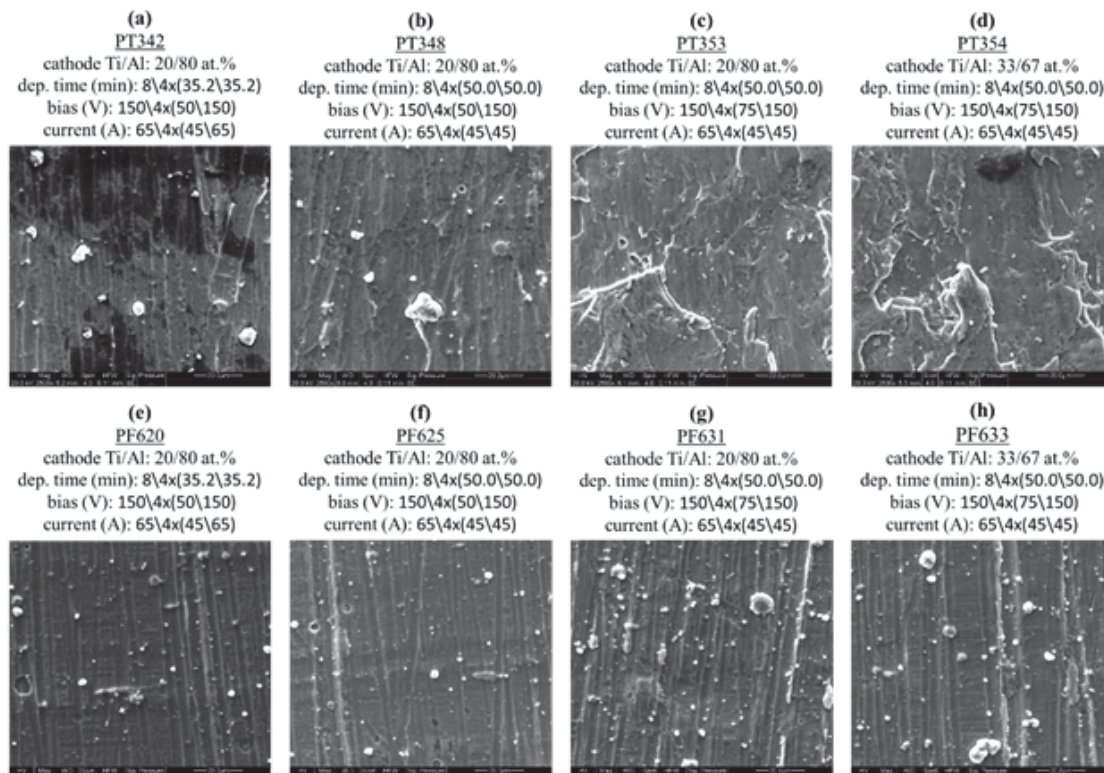 (a)
PT342
cathode Ti/Al: 20/80 at.%
dep. time (min): 8\4x(35.2\35.2)
bias (V): 150\4x(50\150)
current (A): 65\4x(45\65)
(b)
PT348
cathode Ti/Al: 20/80 at.%
dep. time (min): 8\4x(50.0\50.0)
bias (V): 150\4x(50\150)
current (A): 65\4x(45\45)
(c)
PT353
cathode Ti/Al: 20/80 at.%
dep. time (min): 8\4x(50.0\50.0)
bias (V): 150\4x(75\150)
current (A): 65\4x(45\45)
(d)
PT354
cathode Ti/Al: 33/67 at.%
dep. time (min): 8\4x(50.0\50.0)
bias (V): 150\4x(75\150)
current (A): 65\4x(45\45)
(e)
PF620
cathode Ti/Al: 20/80 at.%
dep. time (min): 8\4x(35.2\35.2)
bias (V): 150\4x(50\150)
current (A): 65\4x(45\65)
(f)
PF625
cathode Ti/Al: 20/80 at.%
dep. time (min): 8\4x(50.0\50.0)
bias (V): 150\4x(50\150)
current (A): 65\4x(45\45)
(g)
PF631
cathode Ti/Al: 20/80 at.%
dep. time (min): 8\4x(50.0\50.0)
bias (V): 150\4x(75\150)
current (A): 65\4x(45\45)
(h)
PF633
cathode Ti/Al: 33/67 at.%
dep. time (min): 8\4x(50.0\50.0)
bias (V): 150\4x(75\150)
current (A): 65\4x(45\45)